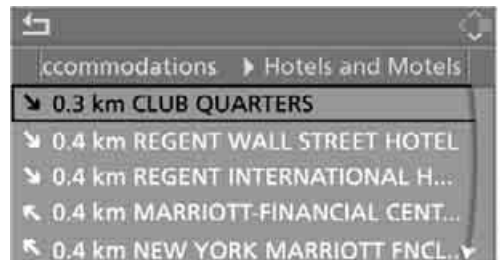 ccommodations ▶ Hotels and Motels
0.3 km CLUB QUARTERS
0.4 km REGENT WALL STREET HOTEL
0.4 km REGENT INTERNATIONAL H...
0.4 km MARRIOTT-FINANCIAL CENT...
0.4 km NEW YORK MARRIOTT FNCL..